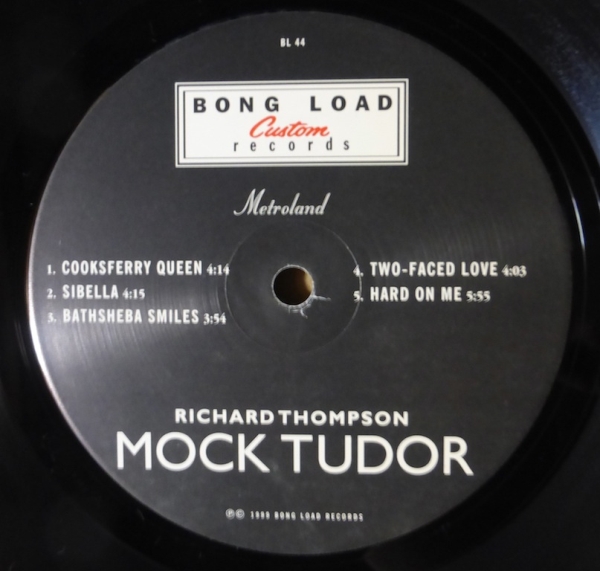 BL 44
BONG LOAD
Custom
records
Metroland
1. COOKSFERRY QUEEN 4:14
2. SIBELLA 4:15
3. BATHSHEBA SMILES 3:54
4. TWO-FACED LOVE 4:03
5. HARD ON ME 5:55
RICHARD THOMPSON
MOCK TUDOR
℗© 1999 BONG LOAD RECORDS